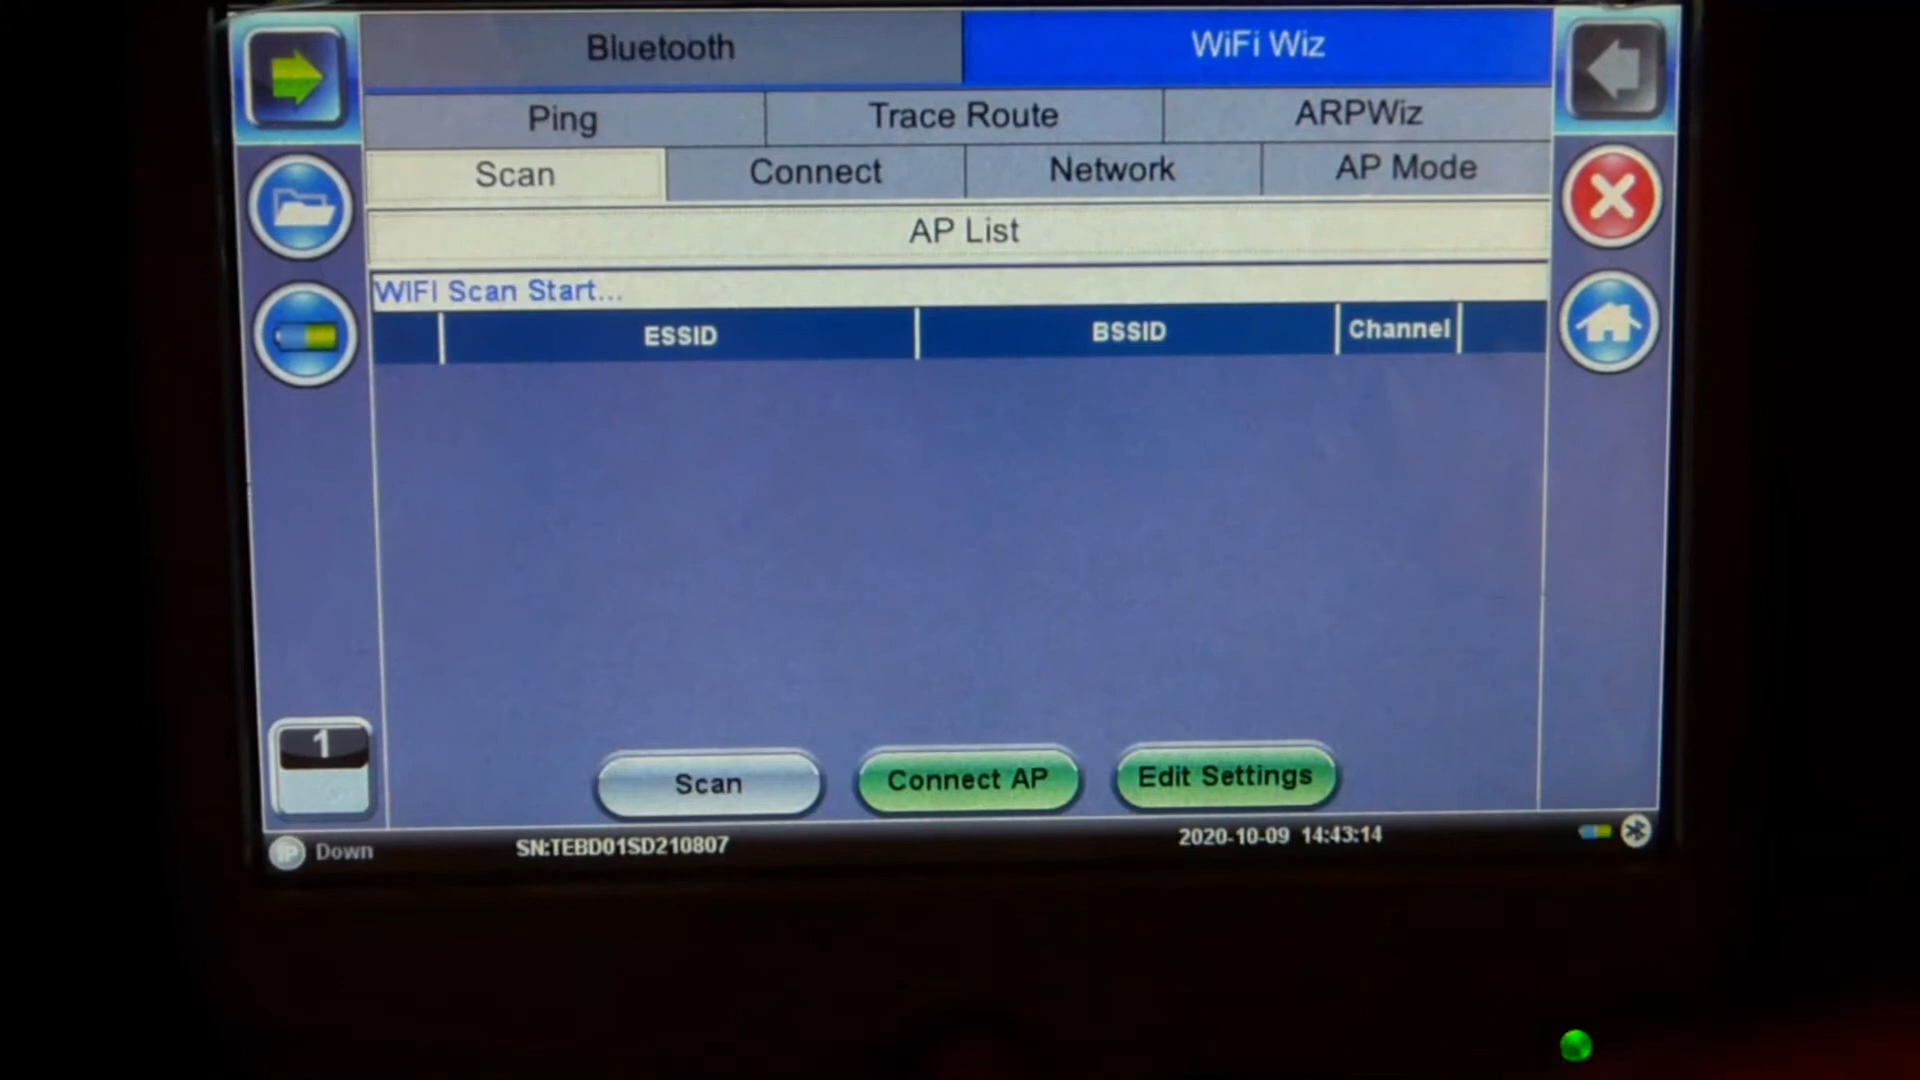 Bluetooth WiFi Wiz
Ping Trace Route ARPWiz
Scan Connect Network AP Mode
AP List
WIFI Scan Start...
ESSID BSSID Channel
1
Scan Connect AP Edit Settings
IP Down SN:TEBD01SD210807 2020-10-09 14:43:14